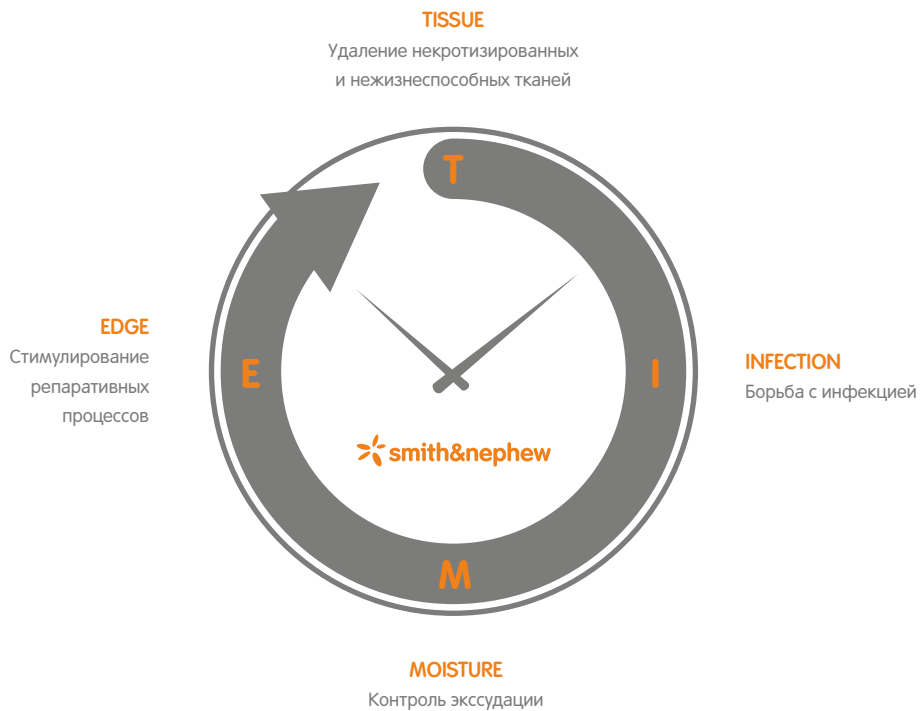 TISSUE
Удаление некротизированных
и нежизнеспособных тканей
T
EDGE
Стимулирование
репаративных
процессов
E
I
INFECTION
Борьба с инфекцией
smith&nephew
M
MOISTURE
Контроль экссудации